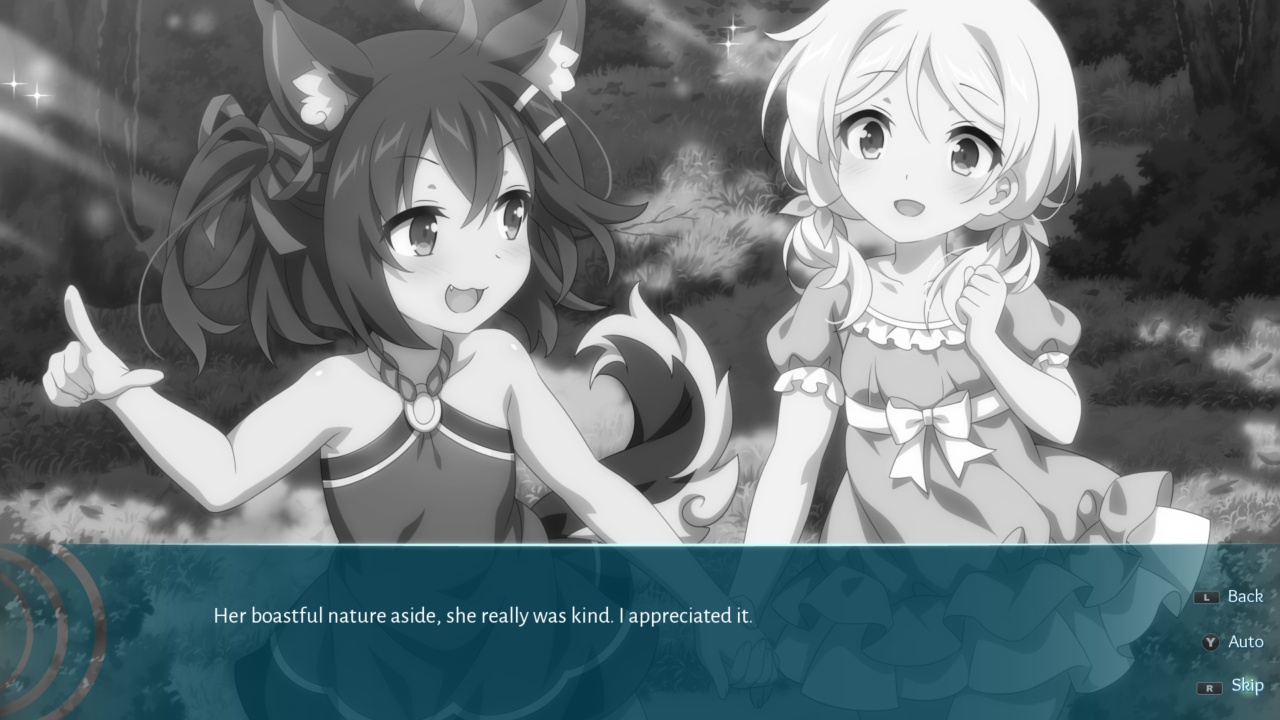 Her boastful nature aside, she really was kind. I appreciated it.
L Back
Y Auto
R Skip